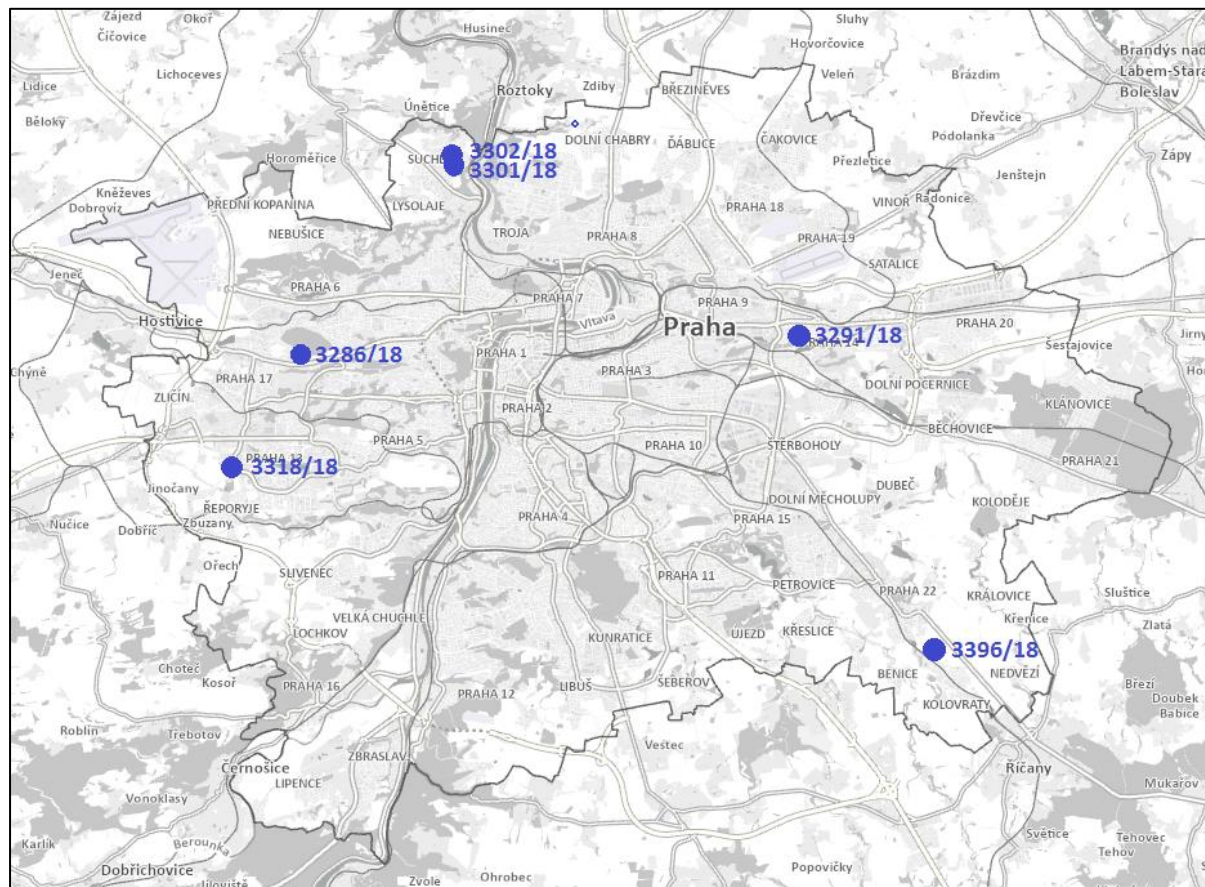 Zájezd
Okoř
Číčovice
Husinec
Sluhy
Hovorčovice
Brandýs nad
Labem-Stará
Boleslav
Lichoceves
Lidice
Zdiby
BŘEZINĚVES
Veleň
Brázdim
Roztoky
Únětice
Dřevčice
Běloky
Podolanka
DOLNÍ CHABRY
ĎÁBLICE
ČAKOVICE
3302/18
3301/18
Horoměřice
Přezletice
Zápy
Jenštejn
Kněževes
Dobrovíz
PŘEDNÍ KOPANINA
LYSOLAJE
PRAHA 18
VINOŘ
Radonice
NEBUŠICE
TROJA
PRAHA 8
PRAHA 19
SATALICE
Jeneč
PRAHA 6
PRAHA 7
PRAHA 9
Hostivice
Vltava
Praha
PRAHA 20
3291/18
Jirny
Šestajovice
3286/18
PRAHA 1
Chýně
PRAHA 17
PRAHA 3
DOLNÍ POČERNICE
ZLIČÍN
PRAHA 2
KLÁNOVICE
BĚCHOVICE
PRAHA 5
PRAHA 10
ŠTĚRBOHOLY
PRAHA 13
3318/18
PRAHA 21
Jinočany
DUBEČ
KOLODĚJE
DOLNÍ MĚCHOLUPY
ŘEPORYJE
Zbuzany
Nučice
Dobříč
PRAHA 4
PRAHA 15
Ořech
SLIVENEC
PRAHA 11
PETROVICE
PRAHA 22
KRÁLOVICE
Sluštice
VELKÁ CHUCHLE
Křenice
Zlatá
LOCHKOV
KUNRATICE
ÚJEZD
KŘESLICE
3396/18
Choteč
Kosoř
BENICE
NEDVĚZÍ
PRAHA 16
PRAHA 12
LIBUŠ
ŠEBEROV
Březí
Doubek
Babice
KOLOVRATY
Roblín
Třebotov
Vestec
ZBRASLAV
Černošice
Říčany
LIPENCE
Mukařov
Vonoklasy
Karlík
Berounka
Světice
Tehovec
Tehov
Dobřichovice
Popovičky
Jíloviště
Zvole
Ohrobec